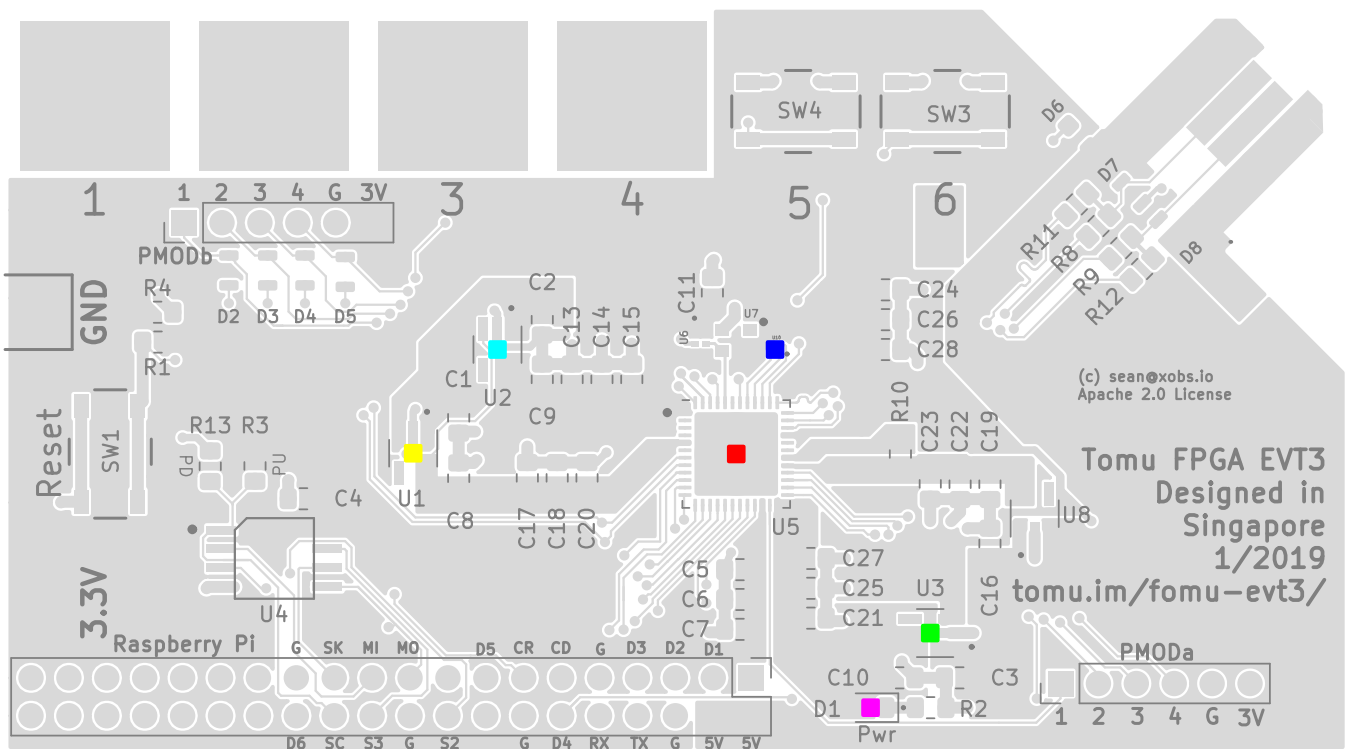 SW4
SW3
D6
D7
1
3
4
5
6
1 2 3 4 G 3V
PMODb
R11
R8
R9
R12
D8
GND
R4
R1
D2 D3 D4 D5
C2
C13
C14
C15
C11
U6
U7
U10
C24
C26
C28
C1
U2
(c) sean@xobs.io
Apache 2.0 License
Reset
SW1
R13 R3
PD
PU
C4
U1
C9
C8
C17
C18
C20
R10
C23
C22
C19
U5
U8
Tomu FPGA EVT3
Designed in
Singapore
1/2019
tomu.im/fomu-evt3/
3.3V
U4
C5
C6
C7
C27
C25
C21
U3
C16
Raspberry Pi
G SK MI MO D5 CR CD G D3 D2 D1
D6 SC S3 G S2 G D4 RX TX G 5V 5V
C10
C3
D1
R2
Pwr
PMODa
1 2 3 4 G 3V